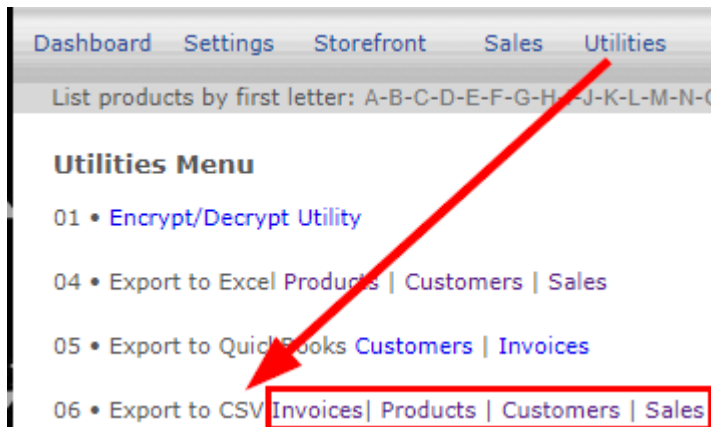 Dashboard Settings Storefront Sales Utilities
List products by first letter: A-B-C-D-E-F-G-H-I-J-K-L-M-N-
Utilities Menu
01 • Encrypt/Decrypt Utility
04 • Export to Excel Products | Customers | Sales
05 • Export to QuickBooks Customers | Invoices
06 • Export to CSV Invoices| Products | Customers | Sales